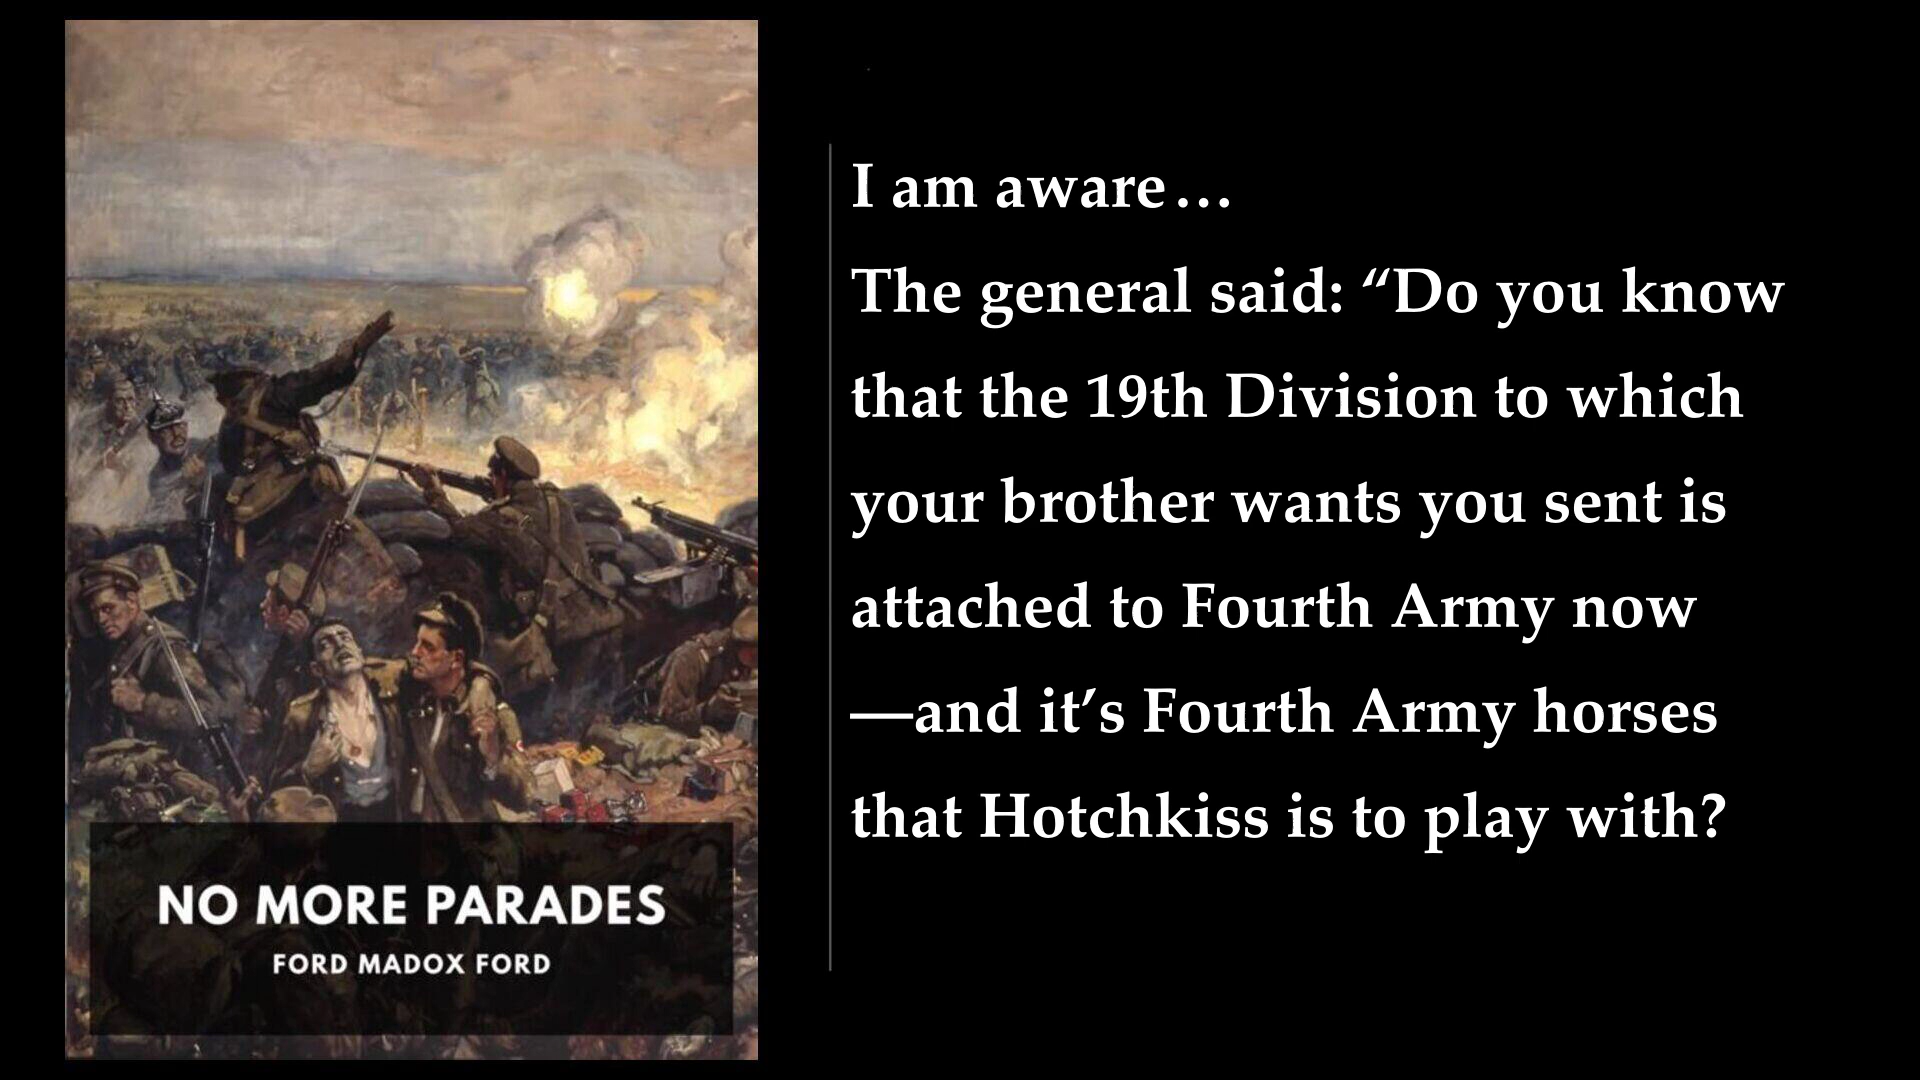 NO MORE PARADES
FORD MADOX FORD
I am aware…
The general said: “Do you know
that the 19th Division to which
your brother wants you sent is
attached to Fourth Army now
—and it’s Fourth Army horses
that Hotchkiss is to play with?